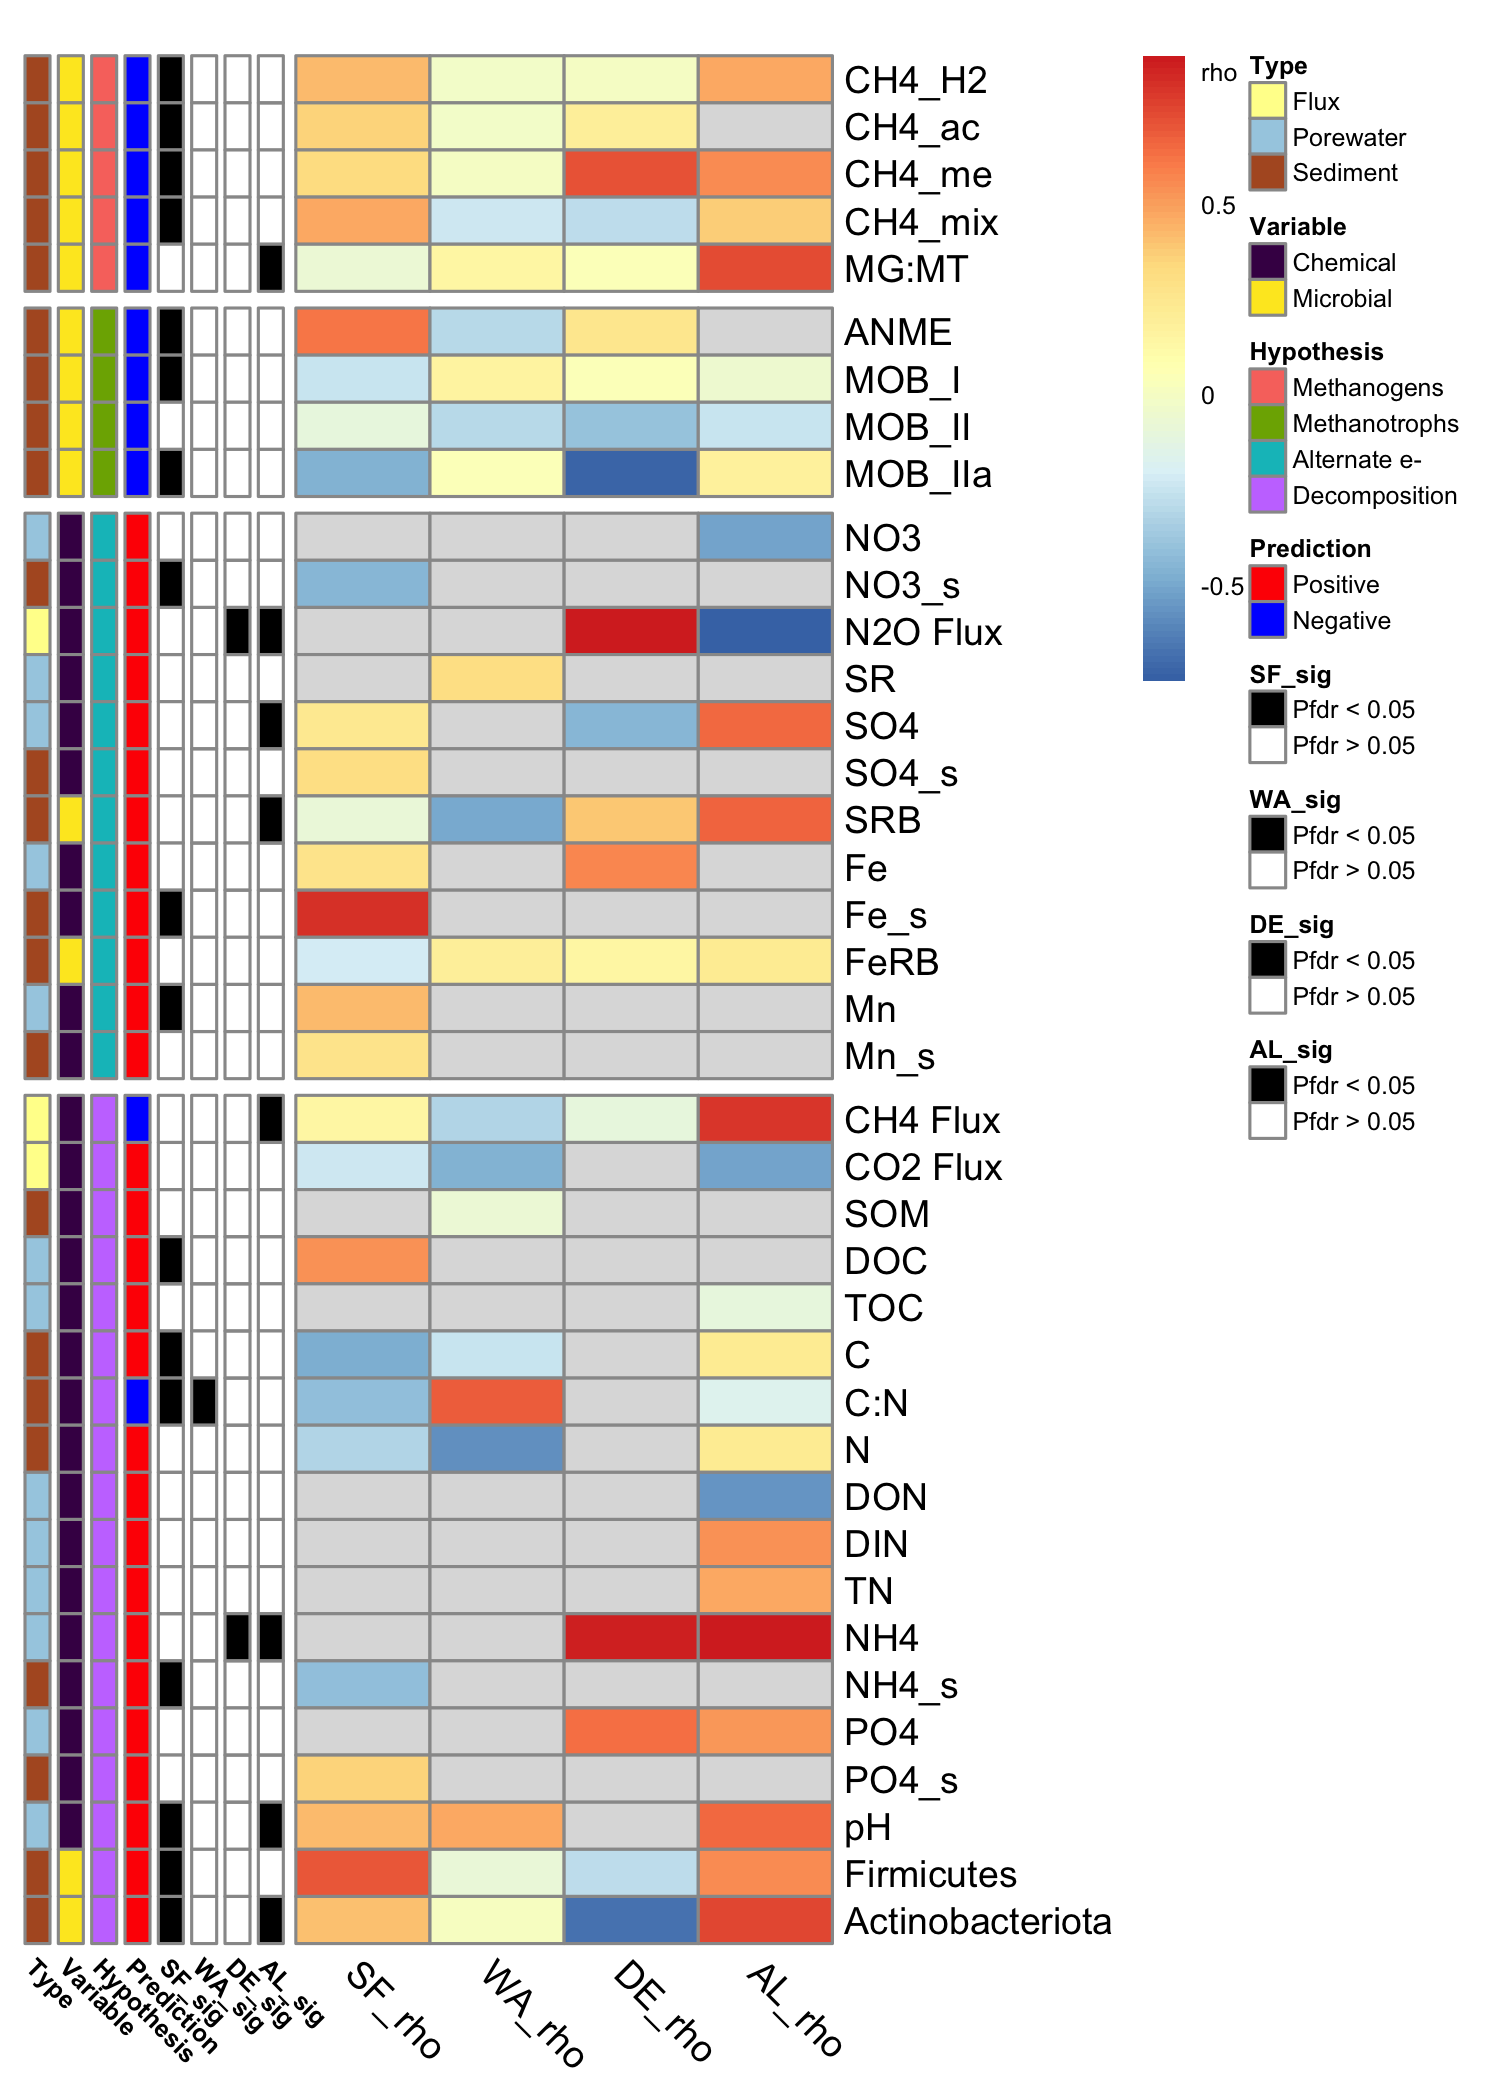 CH4_H2
CH4_ac
CH4_me
CH4_mix
MG:MT
ANME
MOB_I
MOB_II
MOB_IIa
NO3
NO3_s
N2O Flux
SR
SO4
SO4_s
SRB
Fe
Fe_s
FeRB
Mn
Mn_s
CH4 Flux
CO2 Flux
SOM
DOC
TOC
C
C:N
N
DON
DIN
TN
NH4
NH4_s
PO4
PO4_s
pH
Firmicutes
Actinobacteriota
Type
Variable
Hypothesis
Prediction
SF_sig
WA_sig
DE_sig
AL_sig
SF_rho
WA_rho
DE_rho
AL_rho
rho
0.5
0
-0.5
Type
Flux
Porewater
Sediment
Variable
Chemical
Microbial
Hypothesis
Methanogens
Methanotrophs
Alternate e-
Decomposition
Prediction
Positive
Negative
SF_sig
Pfdr < 0.05
Pfdr > 0.05
WA_sig
Pfdr < 0.05
Pfdr > 0.05
DE_sig
Pfdr < 0.05
Pfdr > 0.05
AL_sig
Pfdr < 0.05
Pfdr > 0.05